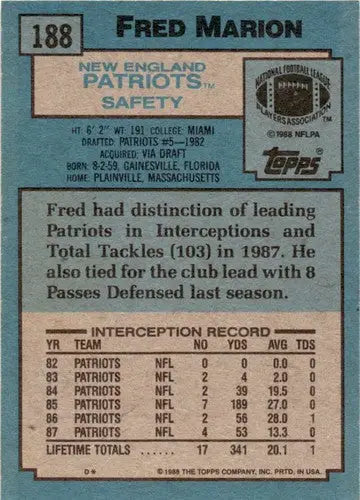 188 FRED MARION
NEW ENGLAND
PATRIOTS™
SAFETY
NATIONAL FOOTBALL LEAGUE
PLAYERS ASSOCIATION
©1988 NFLPA
TOPPS®
HT: 6' 2" WT: 191 COLLEGE: MIAMI
DRAFTED: PATRIOTS #5—1982
ACQUIRED: VIA DRAFT
BORN: 8-2-59, GAINESVILLE, FLORIDA
HOME: PLAINVILLE, MASSACHUSETTS
Fred had distinction of leading
Patriots in Interceptions and
Total Tackles (103) in 1987. He
also tied for the club lead with 8
Passes Defensed last season.
INTERCEPTION RECORD
YR TEAM NO YDS AVG TDS
82 PATRIOTS NFL 0 0 0.0 0
83 PATRIOTS NFL 2 4 2.0 0
84 PATRIOTS NFL 2 39 19.5 0
85 PATRIOTS NFL 7 189 27.0 0
86 PATRIOTS NFL 2 56 28.0 1
87 PATRIOTS NFL 4 53 13.3 0
LIFETIME TOTALS ...... 17 341 20.1 1
D* ©1988 THE TOPPS COMPANY, INC. PRTD. IN USA.